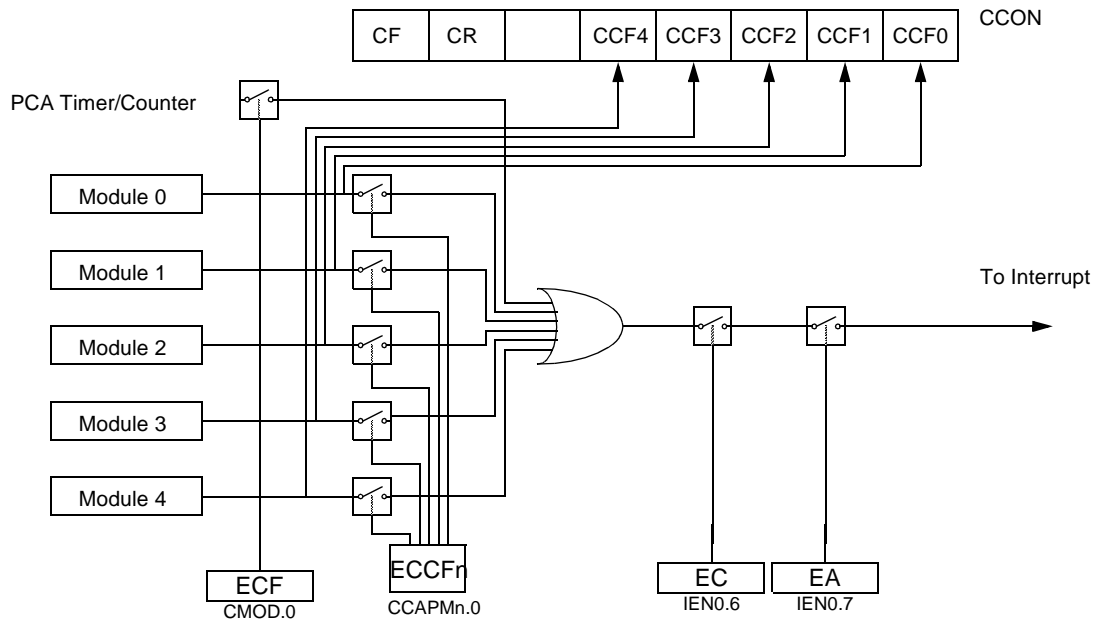 CCON
CF CR CCF4 CCF3 CCF2 CCF1 CCF0
PCA Timer/Counter
Module 0
Module 1
To Interrupt
Module 2
Module 3
Module 4
ECF
CMOD.0
ECCFn
CCAPMn.0
EC
IEN0.6
EA
IEN0.7